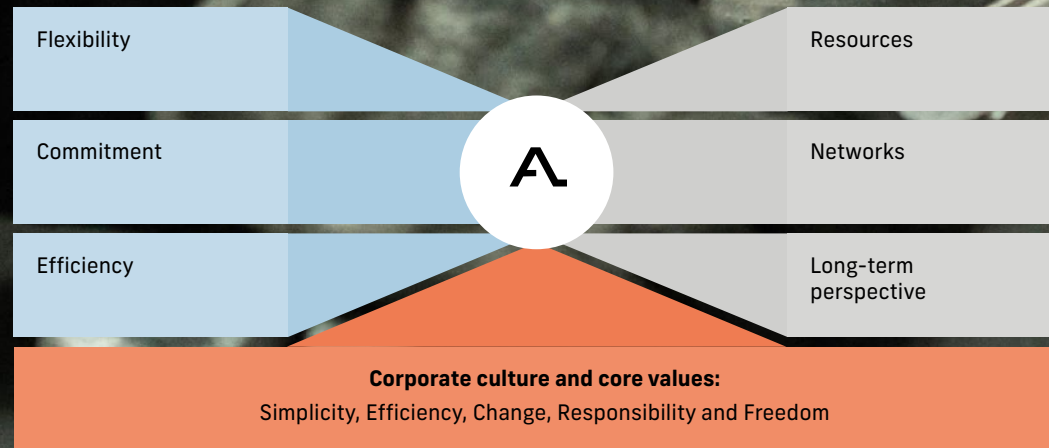 Flexibility
Resources
Commitment
Networks
Efficiency
Long-term
perspective
Corporate culture and core values:
Simplicity, Efficiency, Change, Responsibility and Freedom